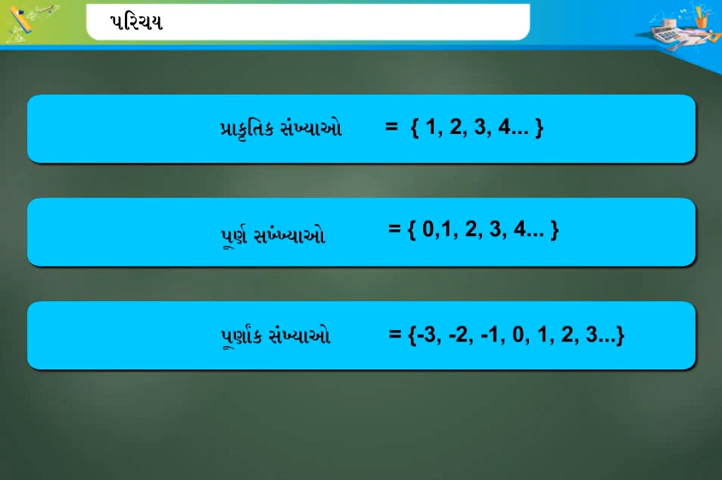 પરિચય
પ્રાકૃતિક સંખ્યાઓ = { 1, 2, 3, 4... }
પૂર્ણ સખંખ્યાઓ = { 0,1, 2, 3, 4... }
પૂર્ણાંક સંખ્યાઓ = {-3, -2, -1, 0, 1, 2, 3...}